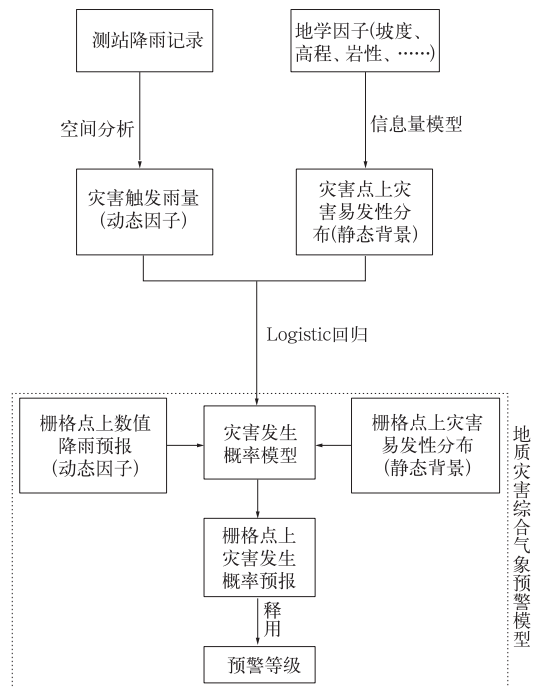 测站降雨记录
地学因子(坡度、
高程、岩性、……)
空间分析
信息量模型
灾害触发雨量
(动态因子)
灾害点上灾
害易发性分
布(静态背景)
Logistic回归
栅格点上数值
降雨预报
(动态因子)
灾害发生
概率模型
栅格点上灾害
易发性分布
(静态背景)
地质灾害综合气象预警模型
栅格点上
灾害发生
概率预报
释
用
预警等级